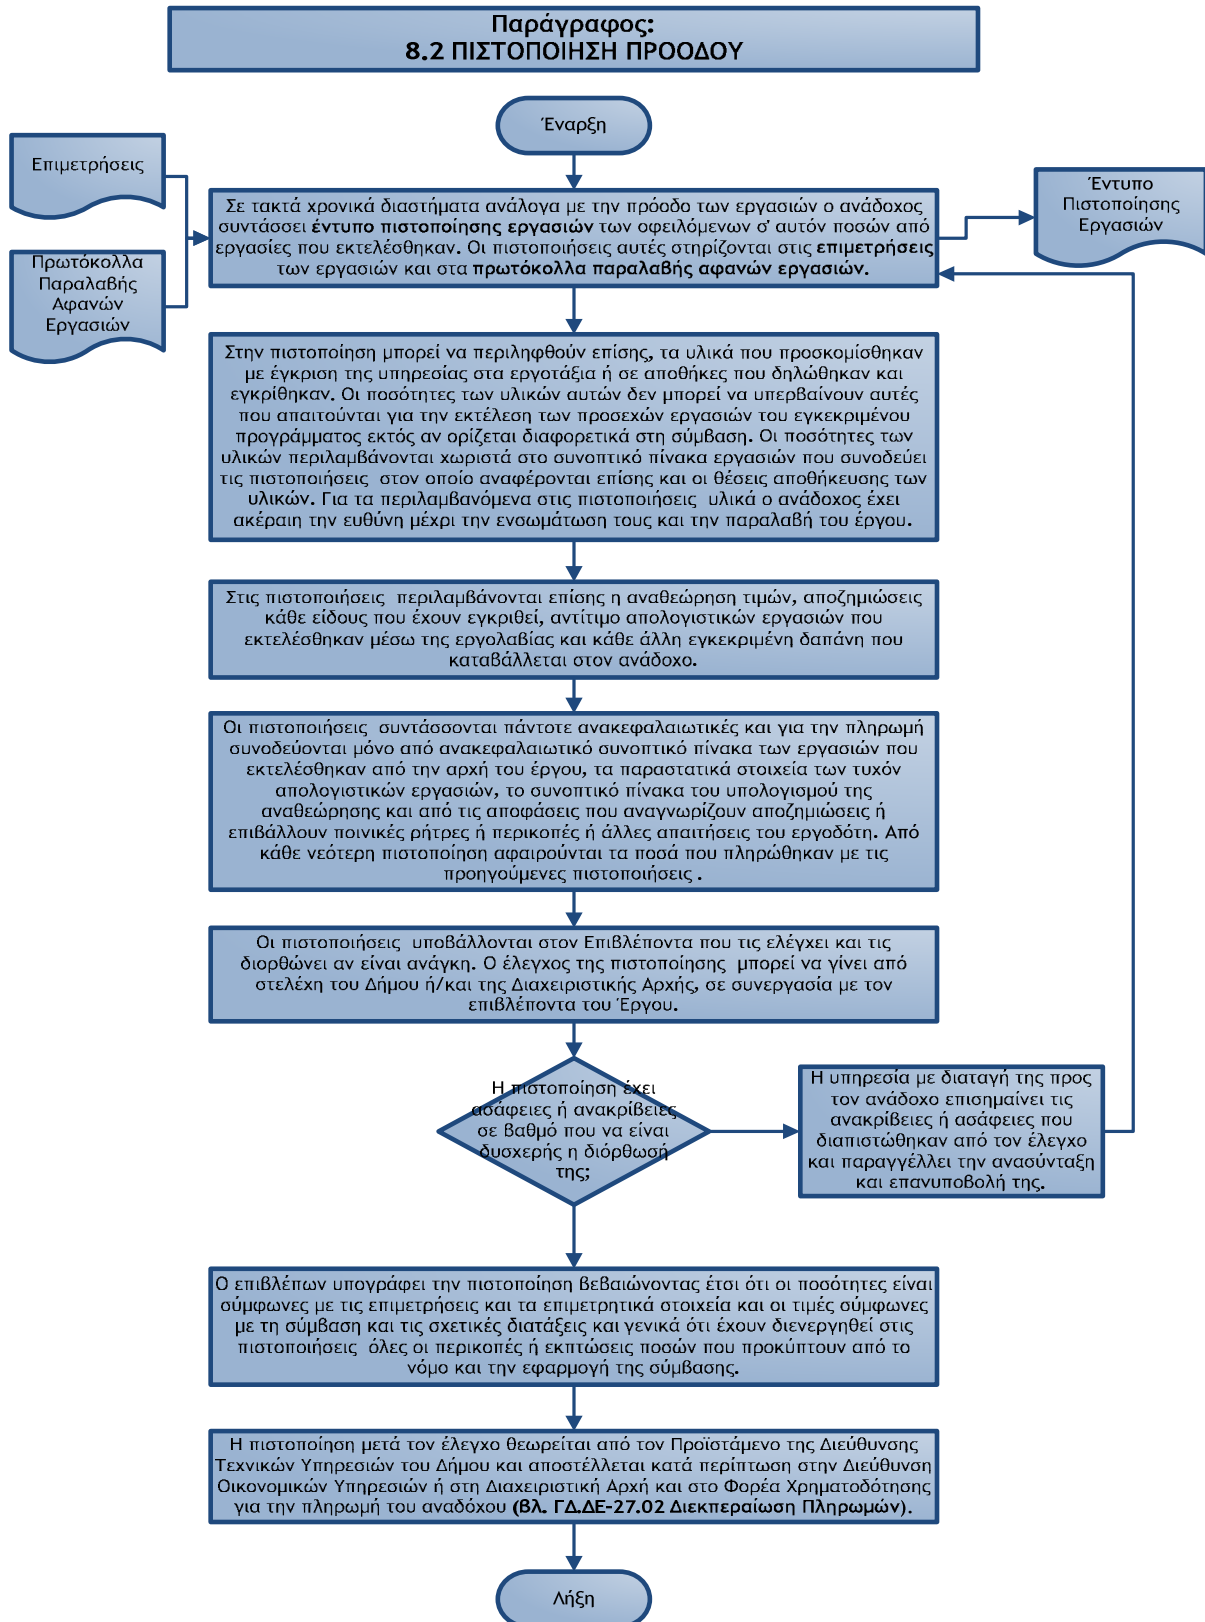 Παράγραφος:
8.2 ΠΙΣΤΟΠΟΙΗΣΗ ΠΡΟΟΔΟΥ
Έναρξη
Επιμετρήσεις
Πρωτόκολλα
Παραλαβής
Αφανών
Εργασιών
Σε τακτά χρονικά διαστήματα ανάλογα με την πρόοδο των εργασιών ο ανάδοχος
συντάσσει έντυπο πιστοποίησης εργασιών των οφειλόμενων σ' αυτόν ποσών από
εργασίες που εκτελέσθηκαν. Οι πιστοποιήσεις αυτές στηρίζονται στις επιμετρήσεις
των εργασιών και στα πρωτόκολλα παραλαβής αφανών εργασιών.
Έντυπο
Πιστοποίησης
Εργασιών
Στην πιστοποίηση μπορεί να περιληφθούν επίσης, τα υλικά που προσκομίσθηκαν
με έγκριση της υπηρεσίας στα εργοτάξια ή σε αποθήκες που δηλώθηκαν και
εγκρίθηκαν. Οι ποσότητες των υλικών αυτών δεν μπορεί να υπερβαίνουν αυτές
που απαιτούνται για την εκτέλεση των προσεχών εργασιών του εγκεκριμένου
προγράμματος εκτός αν ορίζεται διαφορετικά στη σύμβαση. Οι ποσότητες των
υλικών περιλαμβάνονται χωριστά στο συνοπτικό πίνακα εργασιών που συνοδεύει
τις πιστοποιήσεις στον οποίο αναφέρονται επίσης και οι θέσεις αποθήκευσης των
υλικών. Για τα περιλαμβανόμενα στις πιστοποιήσεις υλικά ο ανάδοχος έχει
ακέραιη την ευθύνη μέχρι την ενσωμάτωση τους και την παραλαβή του έργου.
Στις πιστοποιήσεις περιλαμβάνονται επίσης η αναθεώρηση τιμών, αποζημιώσεις
κάθε είδους που έχουν εγκριθεί, αντίτιμο απολογιστικών εργασιών που
εκτελέσθηκαν μέσω της εργολαβίας και κάθε άλλη εγκεκριμένη δαπάνη που
καταβάλλεται στον ανάδοχο.
Οι πιστοποιήσεις συντάσσονται πάντοτε ανακεφαλαιωτικές και για την πληρωμή
συνοδεύονται μόνο από ανακεφαλαιωτικό συνοπτικό πίνακα των εργασιών που
εκτελέσθηκαν από την αρχή του έργου, τα παραστατικά στοιχεία των τυχόν
απολογιστικών εργασιών, το συνοπτικό πίνακα του υπολογισμού της
αναθεώρησης και από τις αποφάσεις που αναγνωρίζουν αποζημιώσεις ή
επιβάλλουν ποινικές ρήτρες ή περικοπές ή άλλες απαιτήσεις του εργοδότη. Από
κάθε νεότερη πιστοποίηση αφαιρούνται τα ποσά που πληρώθηκαν με τις
προηγούμενες πιστοποιήσεις .
Οι πιστοποιήσεις υποβάλλονται στον Επιβλέποντα που τις ελέγχει και τις
διορθώνει αν είναι ανάγκη. Ο έλεγχος της πιστοποίησης μπορεί να γίνει από
στελέχη του Δήμου ή/και της Διαχειριστικής Αρχής, σε συνεργασία με τον
επιβλέποντα του Έργου.
Η πιστοποίηση έχει
ασάφειες ή ανακρίβειες
σε βαθμό που να είναι
δυσχερής η διόρθωσή
της;
Η υπηρεσία με διαταγή της προς
τον ανάδοχο επισημαίνει τις
ανακρίβειες ή ασάφειες που
διαπιστώθηκαν από τον έλεγχο
και παραγγέλλει την ανασύνταξη
και επανυποβολή της.
Ο επιβλέπων υπογράφει την πιστοποίηση βεβαιώνοντας έτσι ότι οι ποσότητες είναι
σύμφωνες με τις επιμετρήσεις και τα επιμετρητικά στοιχεία και οι τιμές σύμφωνες
με τη σύμβαση και τις σχετικές διατάξεις και γενικά ότι έχουν διενεργηθεί στις
πιστοποιήσεις όλες οι περικοπές ή εκπτώσεις ποσών που προκύπτουν από το
νόμο και την εφαρμογή της σύμβασης.
Η πιστοποίηση μετά τον έλεγχο θεωρείται από τον Προϊστάμενο της Διεύθυνσης
Τεχνικών Υπηρεσιών του Δήμου και αποστέλλεται κατά περίπτωση στην Διεύθυνση
Οικονομικών Υπηρεσιών ή στη Διαχειριστική Αρχή και στο Φορέα Χρηματοδότησης
για την πληρωμή του αναδόχου (βλ. ΓΔ.ΔΕ-27.02 Διεκπεραίωση Πληρωμών).
Λήξη